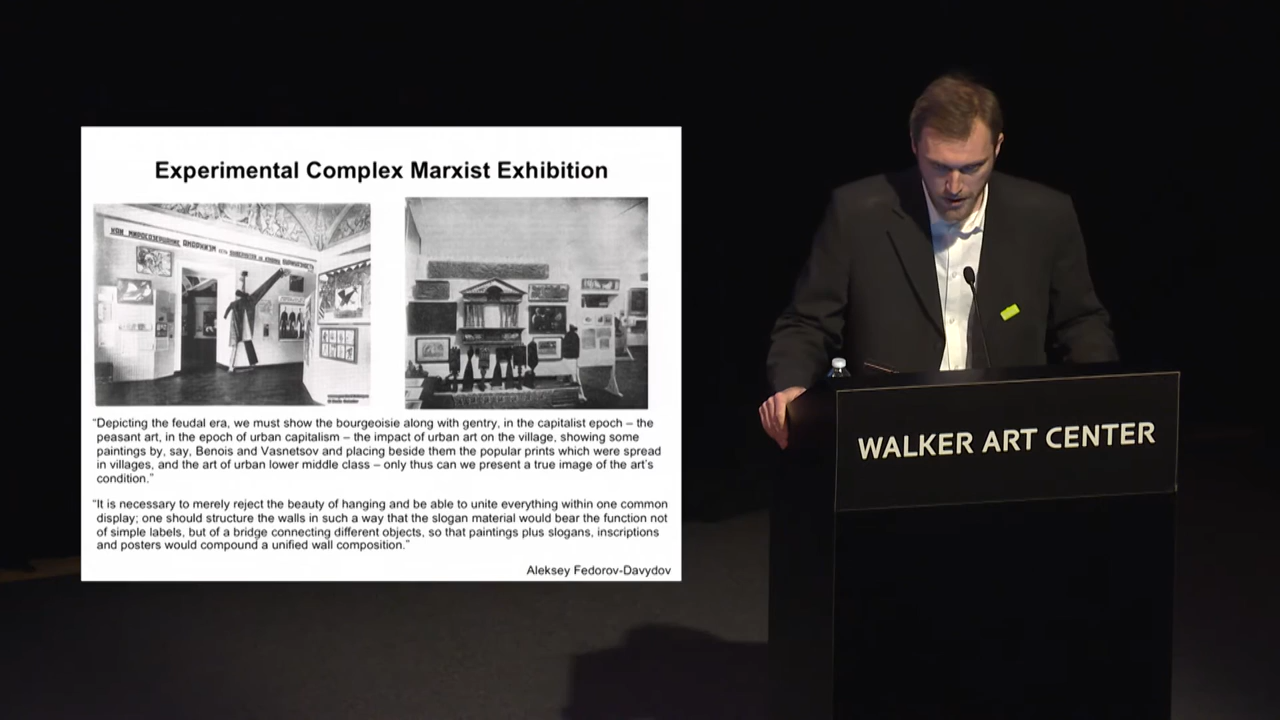 Experimental Complex Marxist Exhibition
КАК МИРОСОЗЕРЦАНИЕ АНАРХИЗМ
"Depicting the feudal era, we must show the bourgeoisie along with gentry, in the capitalist epoch – the
peasant art, in the epoch of urban capitalism – the impact of urban art on the village, showing some
paintings by, say, Benois and Vasnetsov and placing beside them the popular prints which were spread
in villages, and the art of urban lower middle class – only thus can we present a true image of the art's
condition."
"It is necessary to merely reject the beauty of hanging and be able to unite everything within one common
display; one should structure the walls in such a way that the slogan material would bear the function not
of simple labels, but of a bridge connecting different objects, so that paintings plus slogans, inscriptions
and posters would compound a unified wall composition."
Aleksey Fedorov-Davydov
WALKER ART CENTER